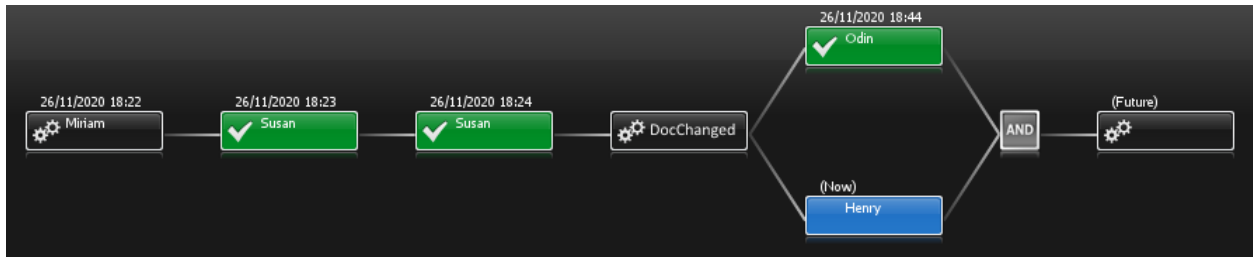 26/11/2020 18:44
Odin
26/11/2020 18:22
Miriam
26/11/2020 18:23
Susan
26/11/2020 18:24
Susan
DocChanged
AND
(Future)
(Now)
Henry